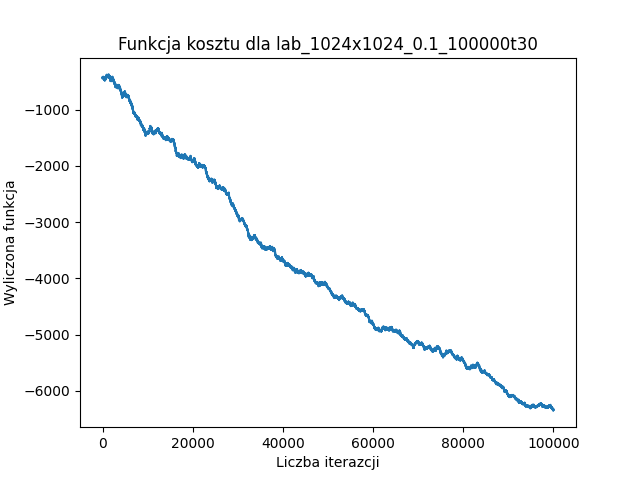 Funkcja kosztu dla lab_1024x1024_0.1_100000t30
−1000
−2000
−3000
−4000
−5000
−6000
Wyliczona funkcja
0 20000 40000 60000 80000 100000
Liczba iterazcji